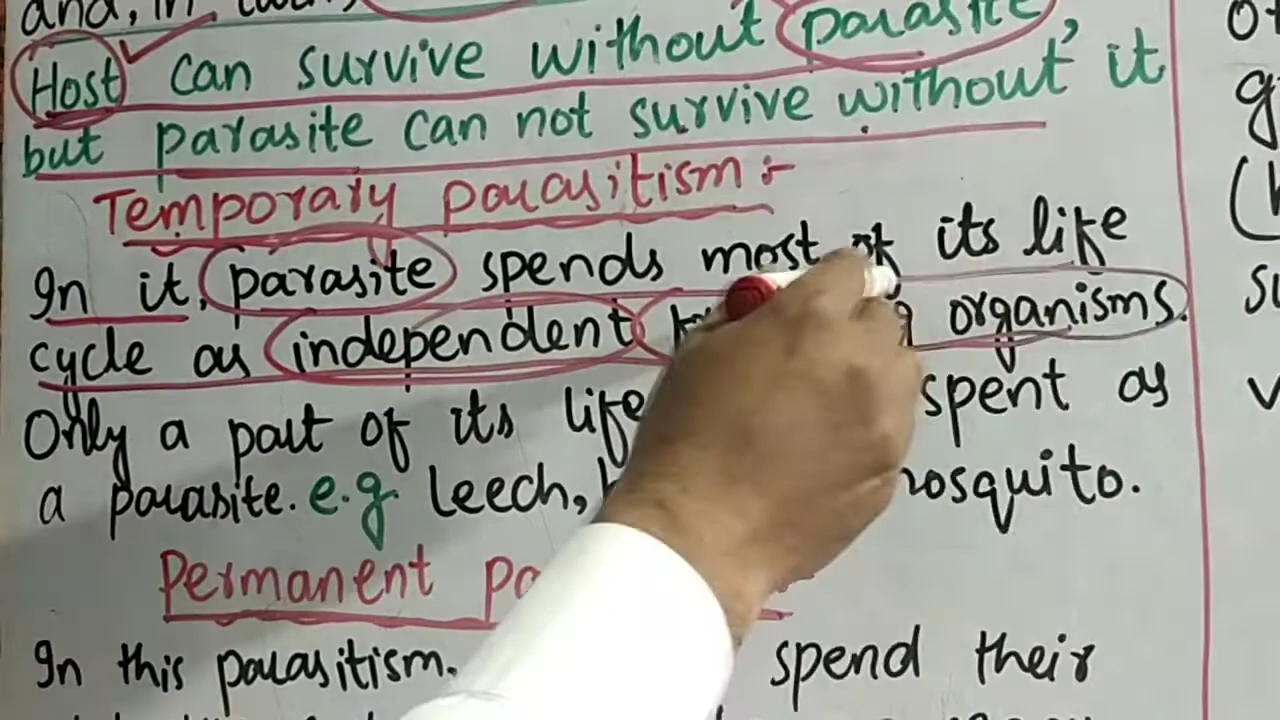 and, in
Host can survive without parasite,
but parasite can not survive without it
Temporary parasitism :-
In it, parasite spends most of its life
cycle as independent organisms.
Only a part of its life spent as
a parasite. e.g. Leech, mosquito.
Permanent
In this parasitism. spend their